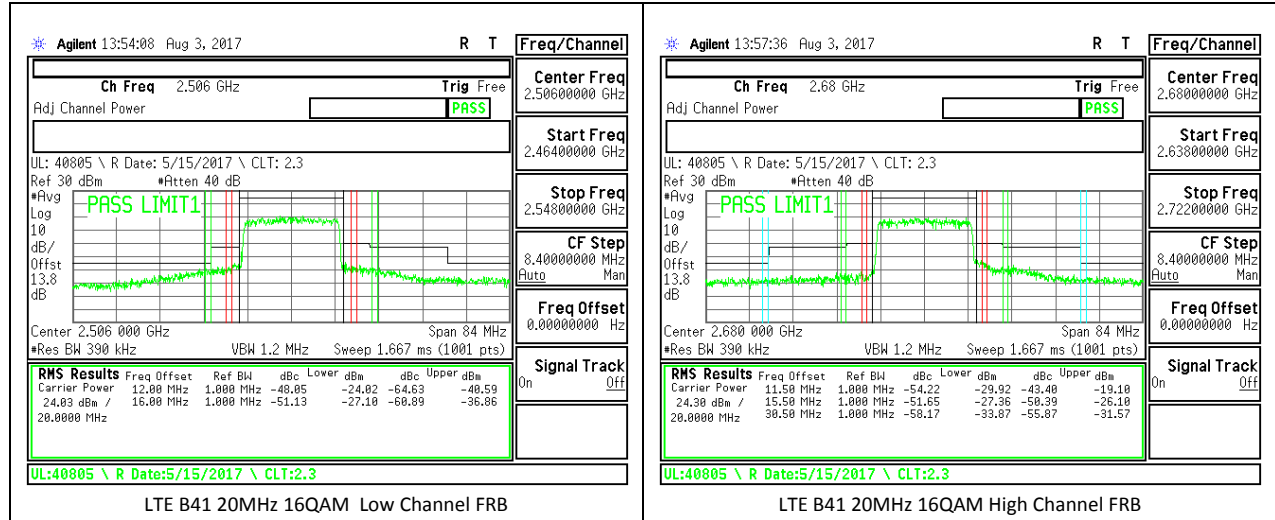 Agilent 13:54:08 Aug 3, 2017 R T
Freq/Channel
Ch Freq 2.506 GHz Trig Free
Adj Channel Power PASS
UL: 40805 \ R Date: 5/15/2017 \ CLT: 2.3
Ref 30 dBm #Atten 40 dB
#Avg
Log
10
dB/
Offst
13.8
dB
PASS LIMIT1
Center 2.506 000 GHz Span 84 MHz
#Res BW 390 kHz VBW 1.2 MHz Sweep 1.667 ms (1001 pts)
RMS Results Freq Offset Ref BW dBc Lower dBm dBc Upper dBm
Carrier Power 12.00 MHz 1.000 MHz -48.05 -24.02 -64.63 -40.59
24.03 dBm / 16.00 MHz 1.000 MHz -51.13 -27.10 -60.89 -36.86
20.0000 MHz
UL:40805 \ R Date:5/15/2017 \ CLT:2.3
Center Freq
2.50600000 GHz
Start Freq
2.46400000 GHz
Stop Freq
2.54800000 GHz
CF Step
8.40000000 MHz
Auto Man
Freq Offset
0.00000000 Hz
Signal Track
On Off
LTE B41 20MHz 16QAM Low Channel FRB
Agilent 13:57:36 Aug 3, 2017 R T
Freq/Channel
Ch Freq 2.68 GHz Trig Free
Adj Channel Power PASS
UL: 40805 \ R Date: 5/15/2017 \ CLT: 2.3
Ref 30 dBm #Atten 40 dB
#Avg
Log
10
dB/
Offst
13.8
dB
PASS LIMIT1
Center 2.680 000 GHz Span 84 MHz
#Res BW 390 kHz VBW 1.2 MHz Sweep 1.667 ms (1001 pts)
RMS Results Freq Offset Ref BW dBc Lower dBm dBc Upper dBm
Carrier Power 11.50 MHz 1.000 MHz -54.22 -29.92 -43.40 -19.10
24.30 dBm / 15.50 MHz 1.000 MHz -51.65 -27.36 -50.39 -26.10
20.0000 MHz 30.50 MHz 1.000 MHz -58.17 -33.87 -55.87 -31.57
UL:40805 \ R Date:5/15/2017 \ CLT:2.3
Center Freq
2.68000000 GHz
Start Freq
2.63800000 GHz
Stop Freq
2.72200000 GHz
CF Step
8.40000000 MHz
Auto Man
Freq Offset
0.00000000 Hz
Signal Track
On Off
LTE B41 20MHz 16QAM High Channel FRB